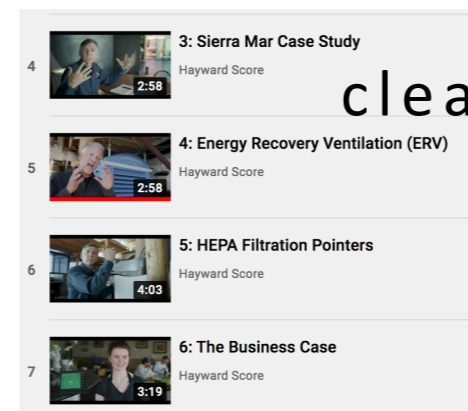 3: Sierra Mar Case Study
4
Hayward Score
2:58
clea
4: Energy Recovery Ventilation (ERV)
5
Hayward Score
2:58
5: HEPA Filtration Pointers
6
Hayward Score
4:03
6: The Business Case
7
Hayward Score
3:19